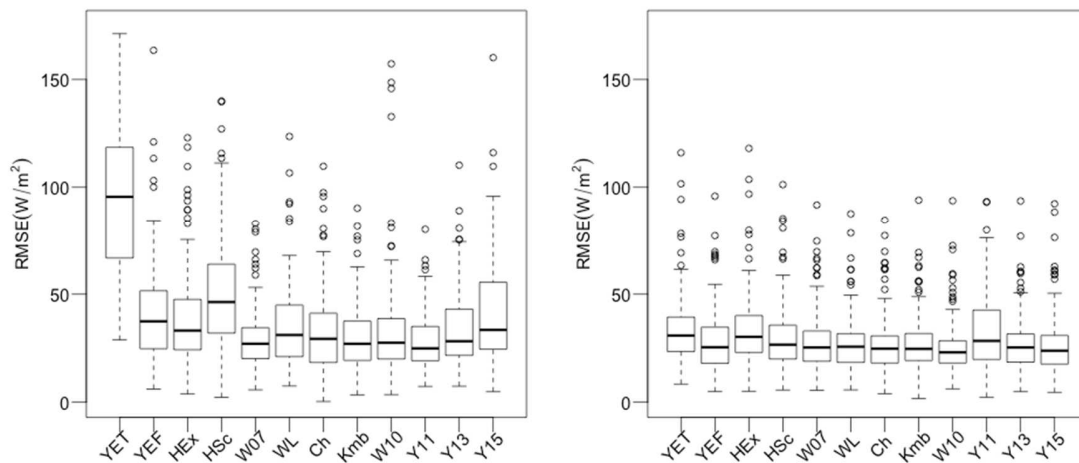 RMSE(W/m²)
150
100
50
0
YET YEF HEx HSc W07 WL Ch Kmb W10 Y11 Y13 Y15
RMSE(W/m²)
150
100
50
0
YET YEF HEx HSc W07 WL Ch Kmb W10 Y11 Y13 Y15